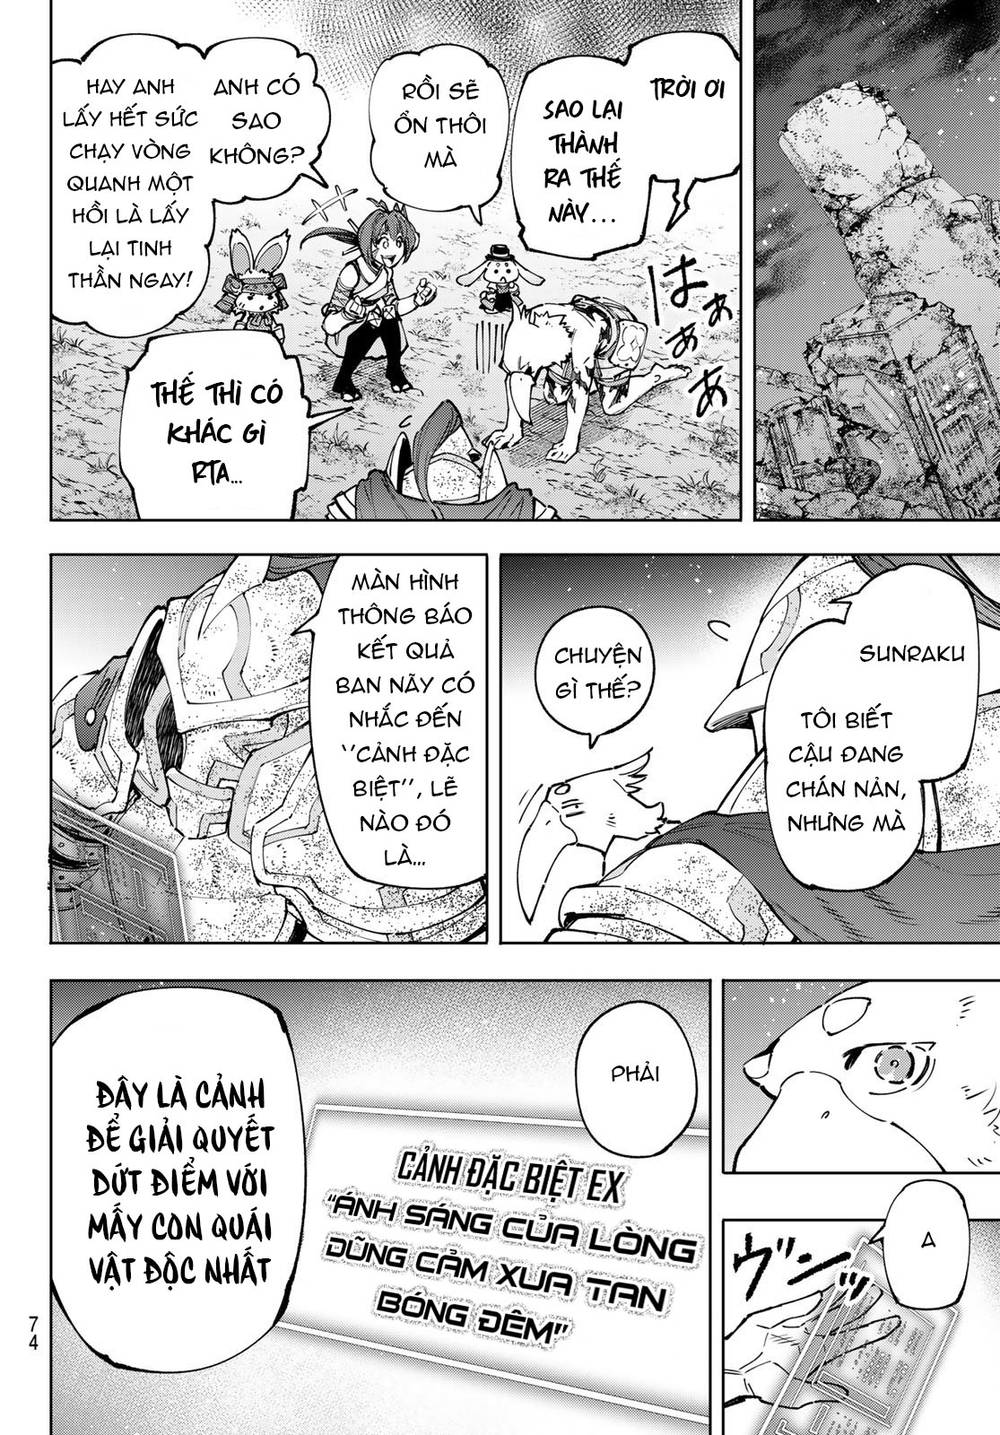 TRỜI ƠI
SAO LẠI
THÀNH
RA THẾ
NÀY...
RỒI SẼ
ỔN THÔI
MÀ
ANH CÓ
SAO
KHÔNG?
HAY ANH
LẤY HẾT SỨC
CHẠY VÒNG
QUANH MỘT
HỒI LÀ LẤY
LẠI TINH
THẦN NGAY!
はぁ
ぁぁ
ぁぁ
THẾ THÌ CÓ
KHÁC GÌ
RTA...
SUNRAKU
TÔI BIẾT
CẬU ĐANG
CHÁN NẢN,
NHƯNG MÀ
CHUYỆN
GÌ THẾ?
MÀN HÌNH
THÔNG BÁO
KẾT QUẢ
BAN NÃY CÓ
NHẮC ĐẾN
''CẢNH ĐẶC
BIỆT'', LẼ
NÀO ĐÓ
LÀ...
A
ヴンッ
PHẢI
CẢNH ĐẶC BIỆT EX
"ÁNH SÁNG CỦA LÒNG
DŨNG CẢM XUA TAN
BÓNG ĐÊM"
ĐÂY LÀ CẢNH
ĐỂ GIẢI QUYẾT
DỨT ĐIỂM VỚI
MẤY CON QUÁI
VẬT ĐỘC NHẤT
74